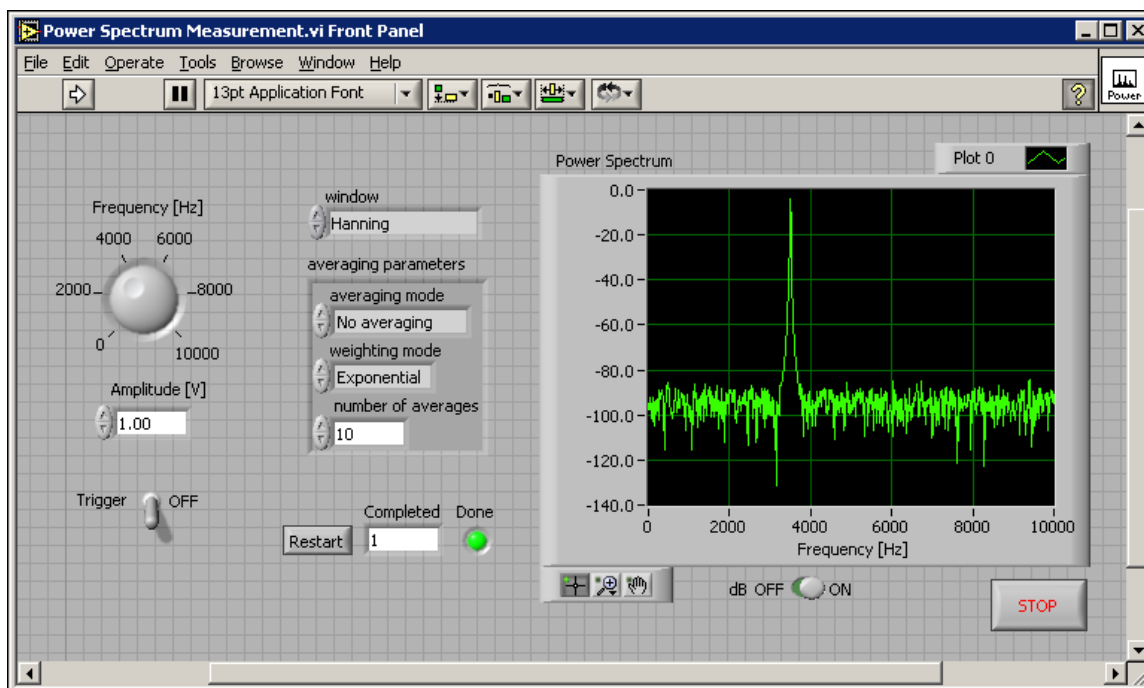 Power Spectrum Measurement.vi Front Panel
File Edit Operate Tools Browse Window Help
13pt Application Font
?
Power
Power Spectrum
Plot 0
Frequency [Hz]
4000 6000
2000 8000
0 10000
Amplitude [V]
1.00
Trigger OFF
window
Hanning
averaging parameters
averaging mode
No averaging
weighting mode
Exponential
number of averages
10
Completed Done
Restart 1
0.0
-20.0
-40.0
-60.0
-80.0
-100.0
-120.0
-140.0
0 2000 4000 6000 8000 10000
Frequency [Hz]
dB OFF ON
STOP